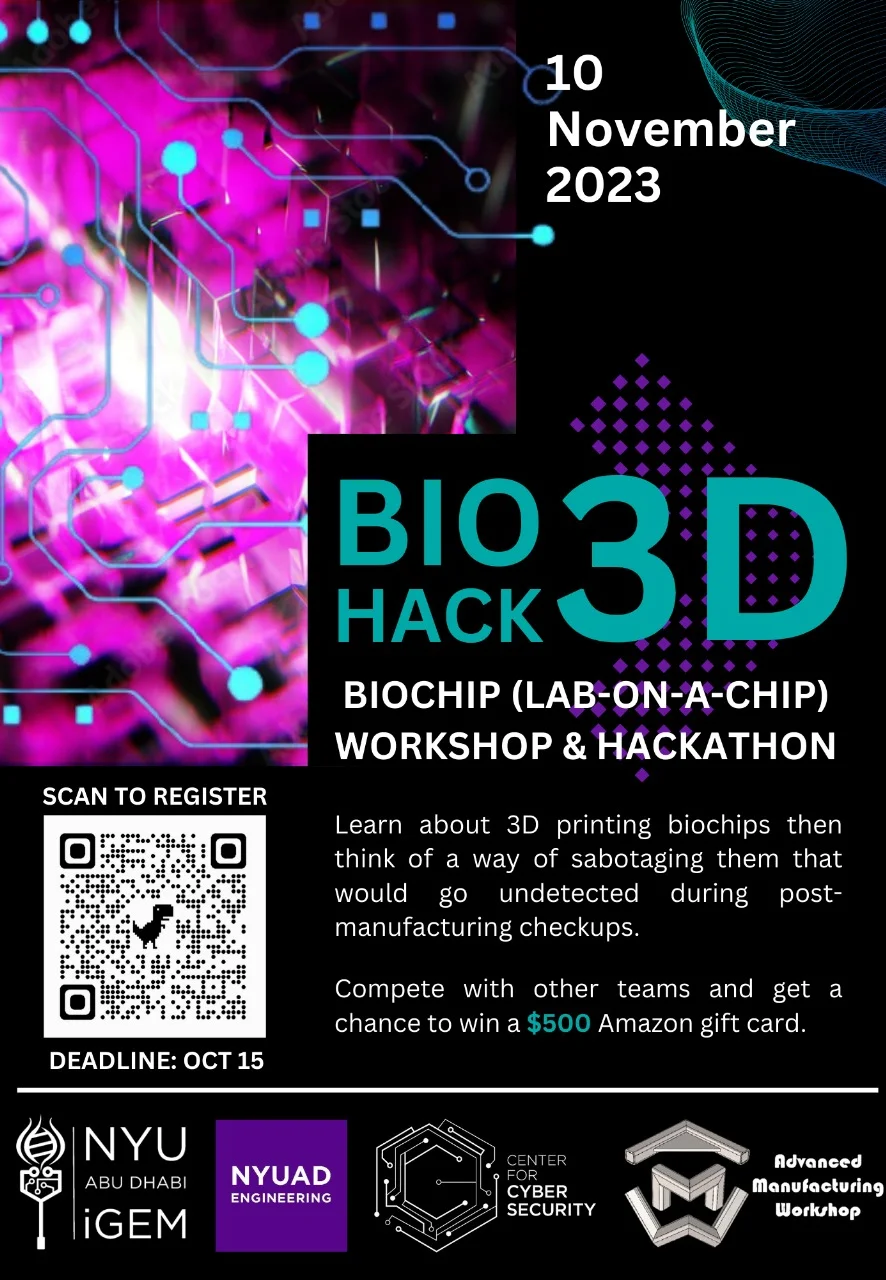 10
November
2023
BIO
HACK
3D
BIOCHIP (LAB-ON-A-CHIP)
WORKSHOP & HACKATHON
SCAN TO REGISTER
DEADLINE: OCT 15
Learn about 3D printing biochips then
think of a way of sabotaging them that
would go undetected during post-
manufacturing checkups.
Compete with other teams and get a
chance to win a $500 Amazon gift card.
NYU
ABU DHABI
iGEM
NYUAD
ENGINEERING
CENTER
FOR
CYBER
SECURITY
Advanced
Manufacturing
Workshop